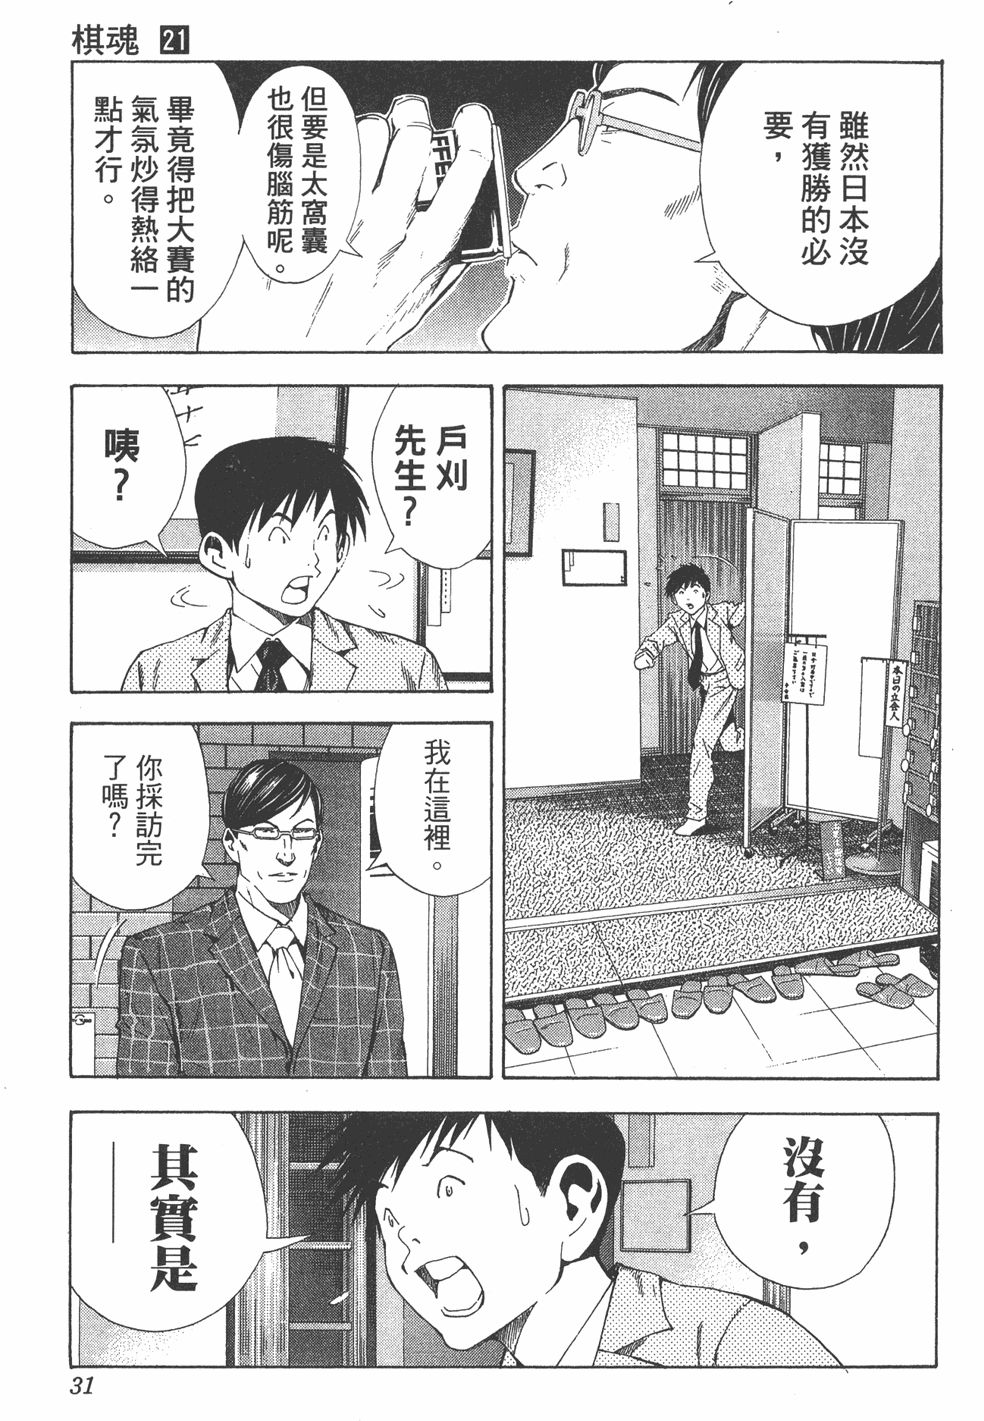 棋魂 21
雖然日本沒
有獲勝的必
要，
但要是太窩囊
也很傷腦筋呢。
畢竟得把大賽的
氣氛炒得熱絡一
點才行。
FFEE
本日の立会人
戶刈
先生？
咦？
我在這裡。
你採訪完
了嗎？
沒有，
其實是
——
31